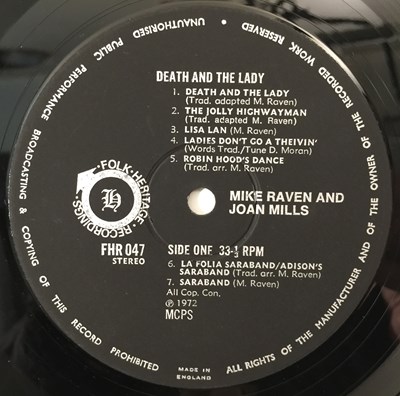 UNAUTHORISED PUBLIC PERFORMANCE BROADCASTING & COPYING OF THIS RECORD PROHIBITED
ALL RIGHTS OF THE MANUFACTURER AND OF THE OWNER OF THE RECORDED WORK RESERVED
DEATH AND THE LADY
1. DEATH AND THE LADY
(Trad. adapted M. Raven)
2. THE JOLLY HIGHWAYMAN
(Trad. adapted M. Raven)
3. LISA LAN (M. Raven)
4. LADIES DON'T GO A THEIVIN'
(Words Trad./Tune D. Moran)
5. ROBIN HOOD'S DANCE
(Trad. arr. M. Raven)
FOLK·HERITAGE·RECORDINGS
H
MIKE RAVEN AND
JOAN MILLS
FHR 047
STEREO
SIDE ONE 33-⅓ RPM
6. LA FOLIA SARABAND/ADISON'S
SARABAND (Trad. arr. M. Raven)
7. SARABAND (M. Raven)
All Cop. Con.
℗ 1972
MCPS
MADE IN
ENGLAND